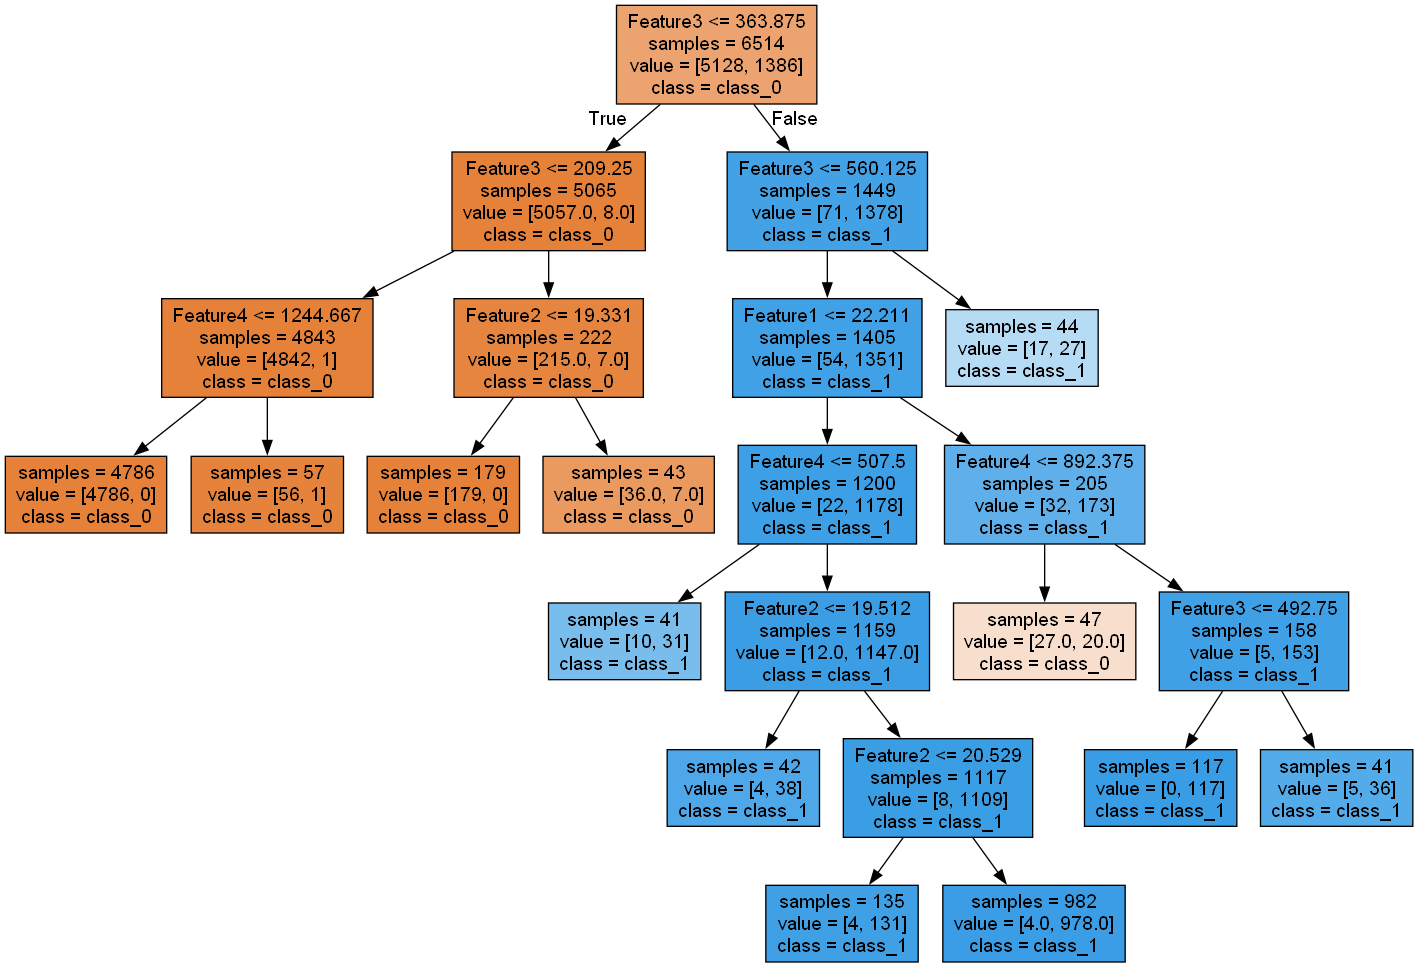 Feature3 <= 363.875
samples = 6514
value = [5128, 1386]
class = class_0
True
False
Feature3 <= 209.25
samples = 5065
value = [5057.0, 8.0]
class = class_0
Feature3 <= 560.125
samples = 1449
value = [71, 1378]
class = class_1
Feature4 <= 1244.667
samples = 4843
value = [4842, 1]
class = class_0
Feature2 <= 19.331
samples = 222
value = [215.0, 7.0]
class = class_0
Feature1 <= 22.211
samples = 1405
value = [54, 1351]
class = class_1
samples = 44
value = [17, 27]
class = class_1
samples = 4786
value = [4786, 0]
class = class_0
samples = 57
value = [56, 1]
class = class_0
samples = 179
value = [179, 0]
class = class_0
samples = 43
value = [36.0, 7.0]
class = class_0
Feature4 <= 507.5
samples = 1200
value = [22, 1178]
class = class_1
Feature4 <= 892.375
samples = 205
value = [32, 173]
class = class_1
samples = 41
value = [10, 31]
class = class_1
Feature2 <= 19.512
samples = 1159
value = [12.0, 1147.0]
class = class_1
samples = 47
value = [27.0, 20.0]
class = class_0
Feature3 <= 492.75
samples = 158
value = [5, 153]
class = class_1
samples = 42
value = [4, 38]
class = class_1
Feature2 <= 20.529
samples = 1117
value = [8, 1109]
class = class_1
samples = 117
value = [0, 117]
class = class_1
samples = 41
value = [5, 36]
class = class_1
samples = 135
value = [4, 131]
class = class_1
samples = 982
value = [4.0, 978.0]
class = class_1